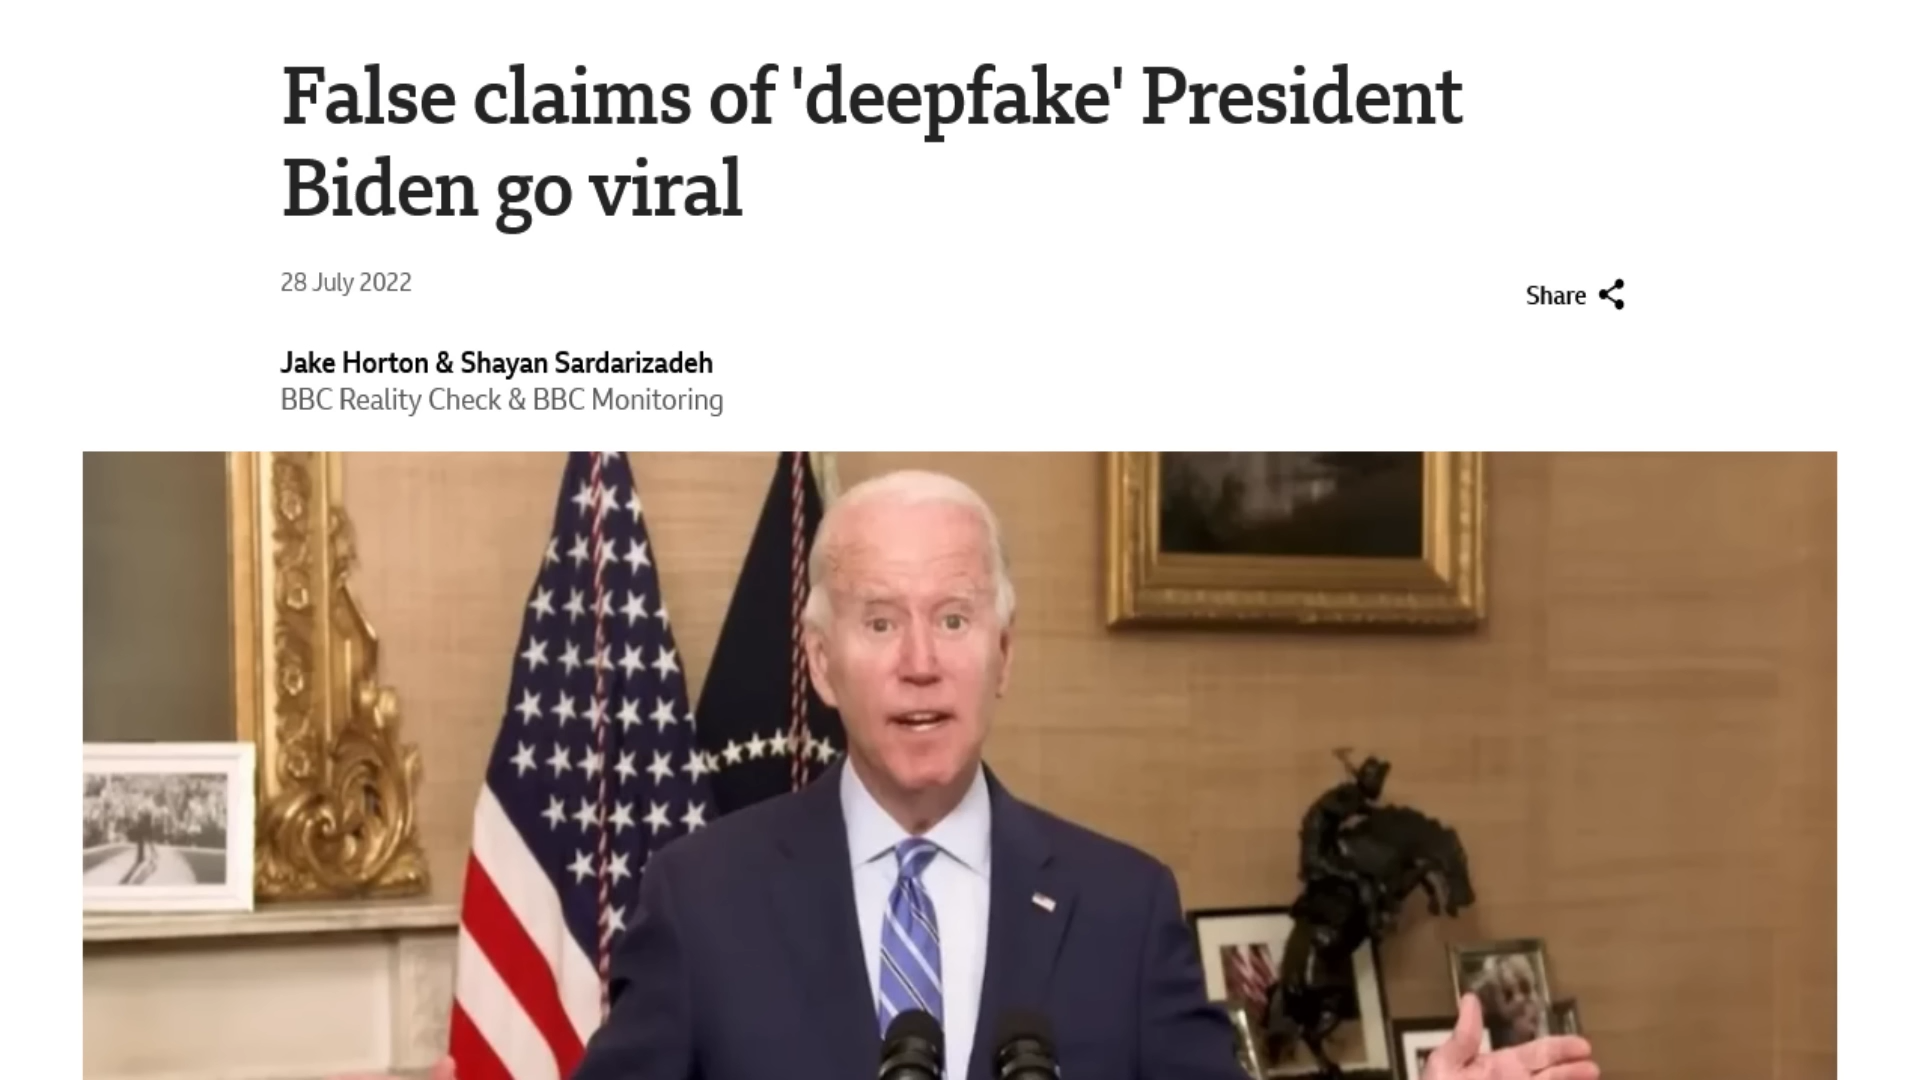 False claims of 'deepfake' President
Biden go viral
28 July 2022
Share
Jake Horton & Shayan Sardarizadeh
BBC Reality Check & BBC Monitoring